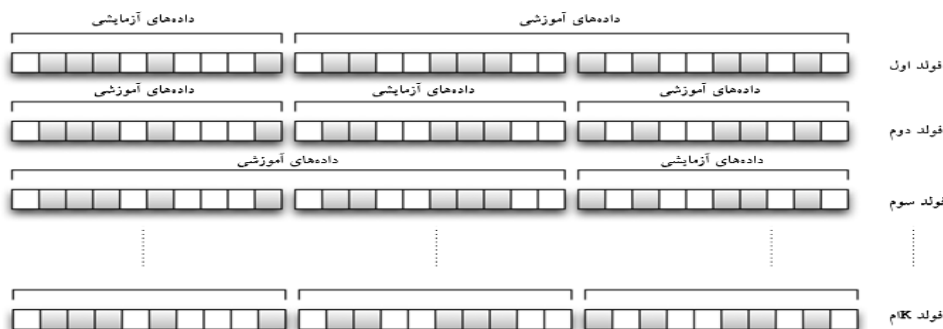 داده‌های آموزشی داده‌های آزمایشی
فولد اول
داده‌های آموزشی داده‌های آزمایشی داده‌های آموزشی
فولد دوم
داده‌های آزمایشی داده‌های آموزشی
فولد سوم
فولد Kام